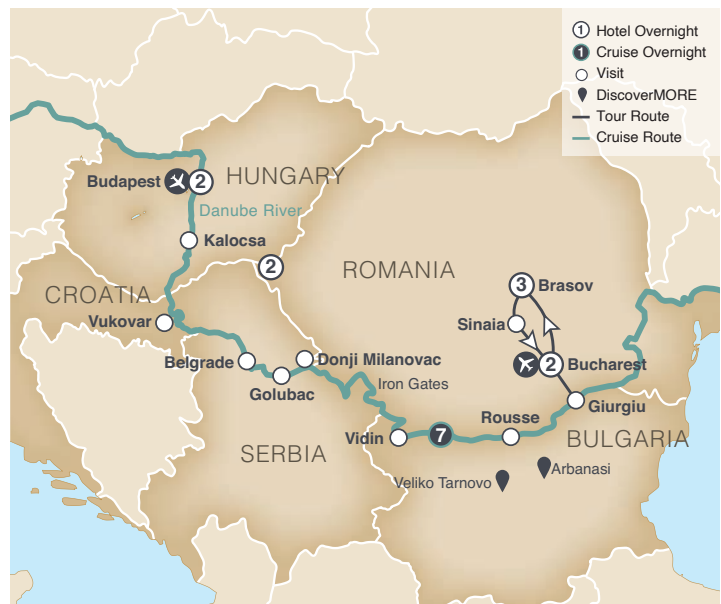 1 Hotel Overnight
1 Cruise Overnight
Visit
DiscoverMORE
Tour Route
Cruise Route
Budapest
2
HUNGARY
Danube River
Kalocsa
2
ROMANIA
CROATIA
Vukovar
3
Brasov
Sinaia
2
Bucharest
Belgrade
Donji Milanovac
Golubac
Iron Gates
Giurgiu
Rousse
Vidin
7
BULGARIA
SERBIA
Veliko Tarnovo
Arbanasi